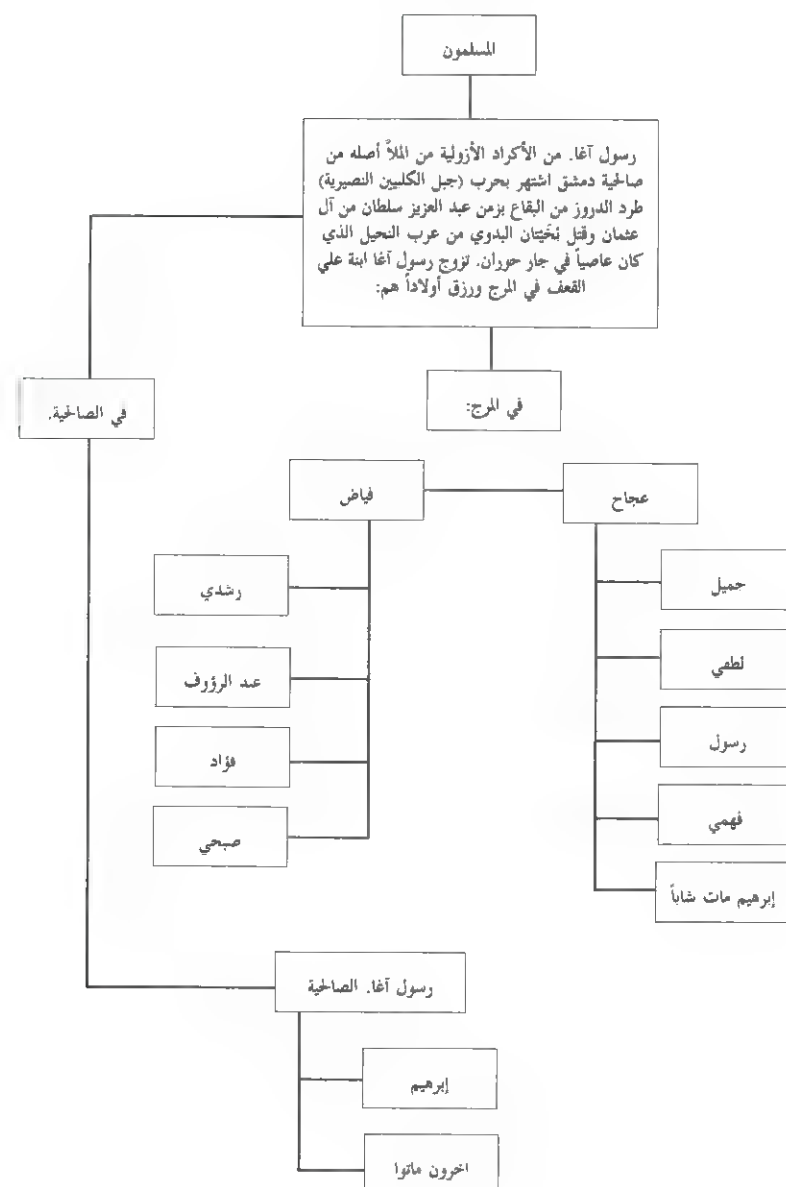 المسلمون
رسول آغا. من الأكراد الأزولية من الملاّ أصله من
صالحية دمشق اشتهر بحرب (جبل الكلبيين النصيرية)
طرد الدروز من البقاع بزمن عبد العزيز سلطان من آل
عثمان وقتل بُخَيْتان البدوي من عرب النحيل الذي
كان عاصياً في جار حوران. تزوج رسول آغا ابنة علي
القعف في المرج ورزق أولاداً هم:
في الصالحية.
في المرج:
عجاح
فياض
حميل
لطفي
رسول
فهمي
إبرهيم مات شاباً
رشدي
عند الرؤوف
فؤاد
صبحي
رسول آغا. الصالحية
إبرهيم
اخرون ماتوا